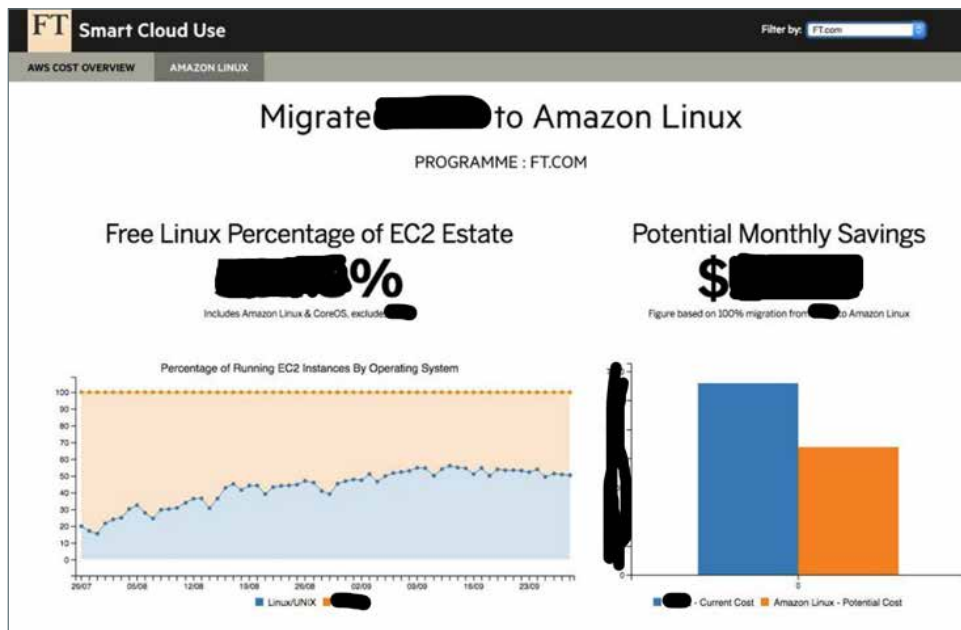 FT Smart Cloud Use
Filter by: FT.com
AWS COST OVERVIEW AMAZON LINUX
Migrate to Amazon Linux
PROGRAMME : FT.COM
Free Linux Percentage of EC2 Estate
%
Includes Amazon Linux & CoreOS, exclude
Potential Monthly Savings
$
Figure based on 100% migration from to Amazon Linux
Percentage of Running EC2 Instances By Operating System
100
90
80
70
60
50
40
30
20
10
0
05/08 12/08 19/08 26/08 02/09 09/09 23/09
Linux/UNIX
0
0
- Current Cost Amazon Linux - Potential Cost